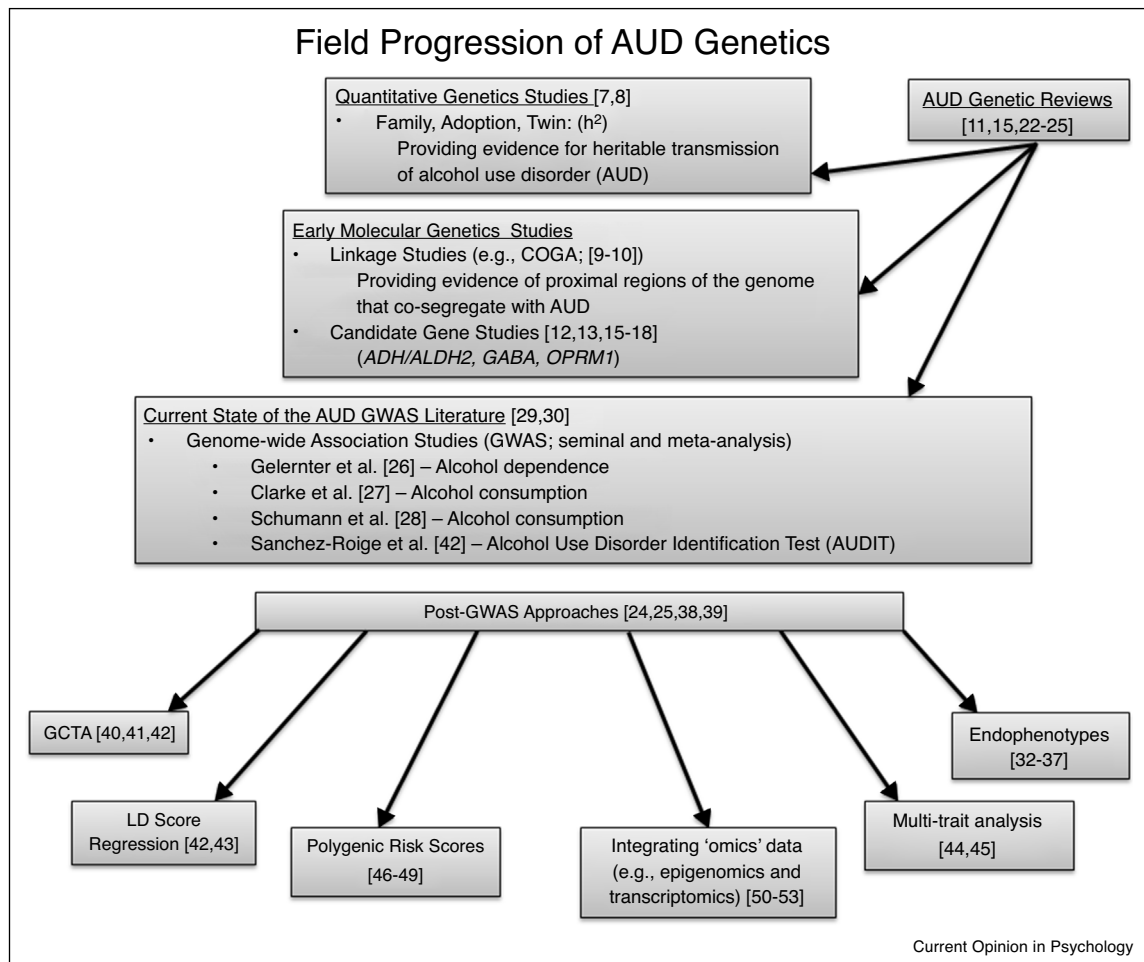 Field Progression of AUD Genetics
Quantitative Genetics Studies [7,8]
• Family, Adoption, Twin: (h²)
Providing evidence for heritable transmission
of alcohol use disorder (AUD)
AUD Genetic Reviews
[11,15,22-25]
Early Molecular Genetics Studies
• Linkage Studies (e.g., COGA; [9-10])
Providing evidence of proximal regions of the genome
that co-segregate with AUD
• Candidate Gene Studies [12,13,15-18]
(ADH/ALDH2, GABA, OPRM1)
Current State of the AUD GWAS Literature [29,30]
• Genome-wide Association Studies (GWAS; seminal and meta-analysis)
• Gelernter et al. [26] – Alcohol dependence
• Clarke et al. [27] – Alcohol consumption
• Schumann et al. [28] – Alcohol consumption
• Sanchez-Roige et al. [42] – Alcohol Use Disorder Identification Test (AUDIT)
Post-GWAS Approaches [24,25,38,39]
GCTA [40,41,42]
LD Score
Regression [42,43]
Polygenic Risk Scores
[46-49]
Integrating ‘omics’ data
(e.g., epigenomics and
transcriptomics) [50-53]
Multi-trait analysis
[44,45]
Endophenotypes
[32-37]
Current Opinion in Psychology